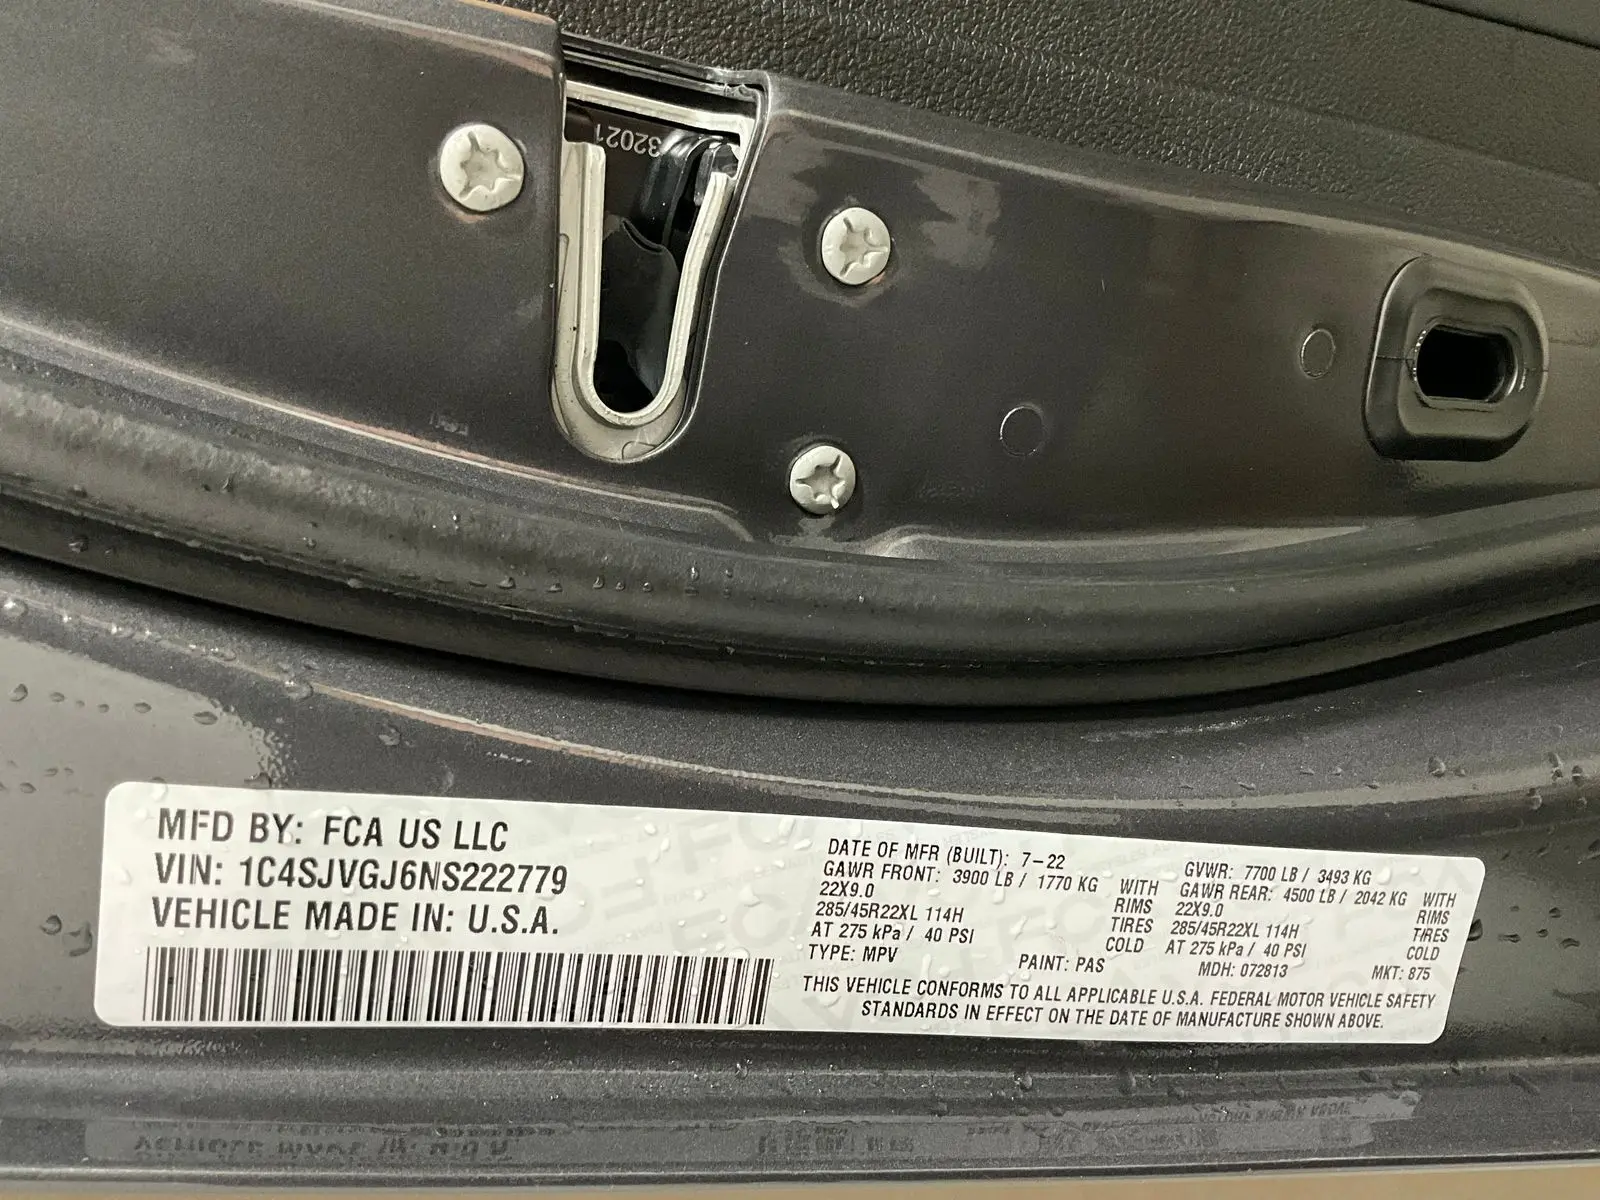 32021
MFD BY: FCA US LLC
VIN: 1C4SJVGJ6NS222779
VEHICLE MADE IN: U.S.A.
DATE OF MFR (BUILT): 7-22
GAWR FRONT: 3900 LB / 1770 KG WITH
22X9.0 RIMS
285/45R22XL 114H TIRES
AT 275 kPa / 40 PSI COLD
TYPE: MPV PAINT: PAS
GVWR: 7700 LB / 3493 KG
GAWR REAR: 4500 LB / 2042 KG WITH
22X9.0 RIMS
285/45R22XL 114H TIRES
AT 275 kPa / 40 PSI COLD
MDH: 072813 MKT: 875
THIS VEHICLE CONFORMS TO ALL APPLICABLE U.S.A. FEDERAL MOTOR VEHICLE SAFETY
STANDARDS IN EFFECT ON THE DATE OF MANUFACTURE SHOWN ABOVE.